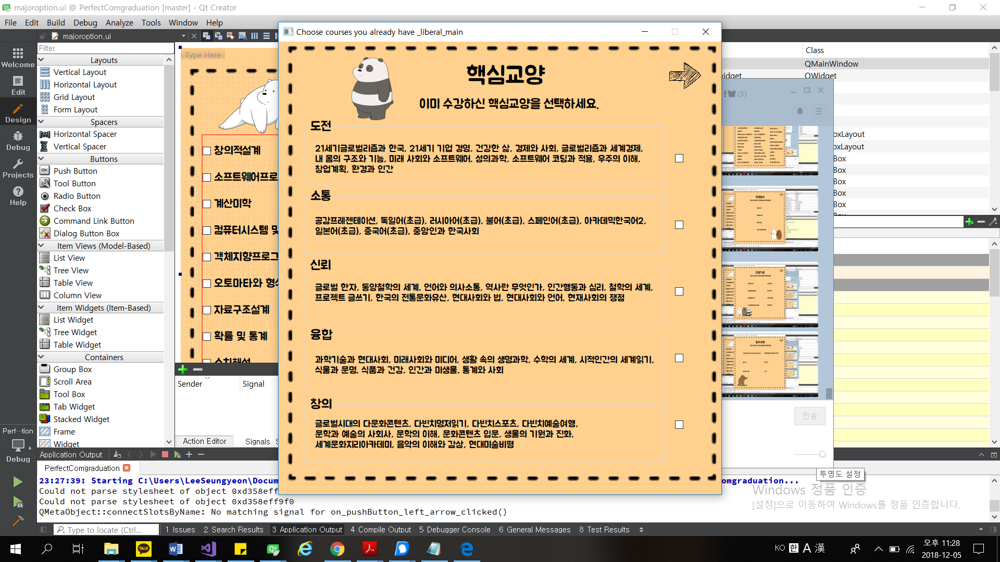 majoroption.ui @ PerfectComgraduation [master] - Qt Creator
File Edit Build Debug Analyze Tools Window Help
majoroption.ui
Filter
Welcome
Edit
Design
Debug
Projects
Help
Layouts
Vertical Layout
Horizontal Layout
Grid Layout
Form Layout
Spacers
Horizontal Spacer
Vertical Spacer
Buttons
Push Button
Tool Button
Radio Button
Check Box
Command Link Button
Dialog Button Box
Item Views (Model-Based)
List View
Tree View
Table View
Column View
Item Widgets (Item-Based)
List Widget
Tree Widget
Table Widget
Containers
Group Box
Scroll Area
Tool Box
Tab Widget
Stacked Widget
Frame
Widget
Type Here
창의적설계
소프트웨어프로
계산미학
컴퓨터시스템 및
객체지향프로그
오토마타와 형식
자료구조설계
확률 및 통계
수치해석
Sender Signal
Action Editor Signals
Choose courses you already have _liberal_main
핵심교양
이미 수강하신 핵심교양을 선택하세요.
도전
21세기글로벌리즘과 한국, 21세기 기업 경영, 건강한 삶, 경제와 사회, 글로벌리즘과 세계경제,
내 몸의 구조와 기능, 미래 사회와 소프트웨어, 성의과학, 소프트웨어 코딩과 적용, 우주의 이해,
창업계획, 환경과 인간
소통
공감프레젠테이션, 독일어(초급), 러시아어(초급), 불어(초급), 스페인어(초급), 아카데믹한국어2,
일본어(초급), 중국어(초급), 중앙인과 한국사회
신뢰
글로벌 한자, 동양철학의 세계, 언어와 의사소통, 역사란 무엇인가, 인간행동과 심리, 철학의 세계,
프로젝트 글쓰기, 한국의 전통문화유산, 현대사회와 법, 현대사회와 언어, 현재사회의 쟁점
융합
과학기술과 현대사회, 미래사회와 미디어, 생활 속의 생명과학, 수학의 세계, 시적인간의 세계읽기,
식물과 문명, 식품과 건강, 인간과 미생물, 통계와 사회
창의
글로벌시대의 다문화콘텐츠, 다빈치명저읽기, 다빈치스포츠, 다빈치예술여행,
문학과 예술의 사회사, 문학의 이해, 문화콘텐츠 입문, 생물의 기원과 진화,
세계문화지리아카데미, 음악의 이해와 감상, 현대미술비평
Class
QMainWindow
widget QWidget
(3)
oxLayout
oxLayout
Box
Box
Box
Box
Box
전송
투명도 설정
Perf···tion
Debug
Application Output
PerfectComgraduation
23:27:39: Starting C:\Users\LeeSeungyeon\Docum omgraduation...
Could not parse stylesheet of object 0xd358eff
Could not parse stylesheet of object 0xd358eff9f0
QMetaObject::connectSlotsByName: No matching signal for on_pushButton_left_arrow_clicked()
Windows 정품 인증
[설정]으로 이동하여 Windows를 정품 인증합니다.
Type to locate (Ctrl... 1 Issues 2 Search Results 3 Application Output 4 Compile Output 5 Debugger Console 6 General Messages 8 Test Results
TALK
KO 한 A 漢
오후 11:28
2018-12-05